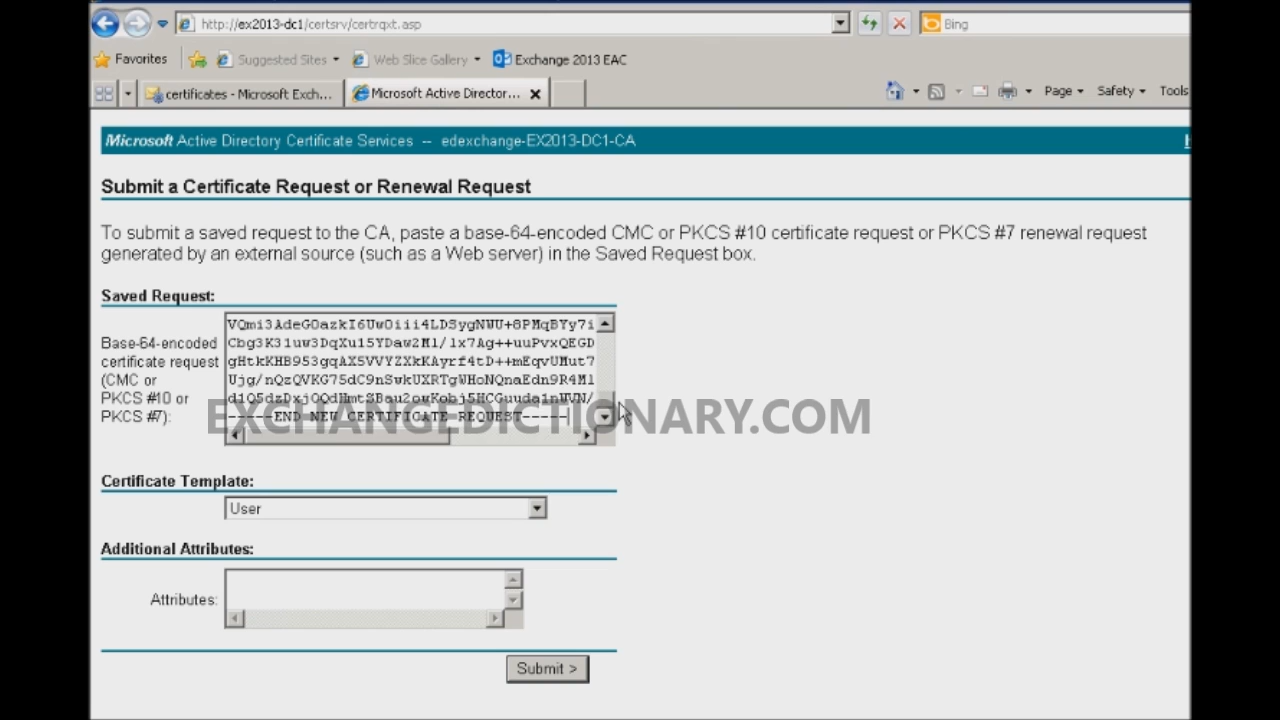 http://ex2013-dc1/certsrv/certrqxt.asp
Bing
Favorites
Suggested Sites
Web Slice Gallery
Exchange 2013 EAC
certificates - Microsoft Exch...
Microsoft Active Director...
Page
Safety
Tools
Microsoft Active Directory Certificate Services -- edexchange-EX2013-DC1-CA
Submit a Certificate Request or Renewal Request
To submit a saved request to the CA, paste a base-64-encoded CMC or PKCS #10 certificate request or PKCS #7 renewal request
generated by an external source (such as a Web server) in the Saved Request box.
Saved Request:
Base-64-encoded
certificate request
(CMC or
PKCS #10 or
PKCS #7):
-----END NEW CERTIFICATE REQUEST-----
EXCHANGEDICTIONARY.COM
Certificate Template:
User
Additional Attributes:
Attributes:
Submit >